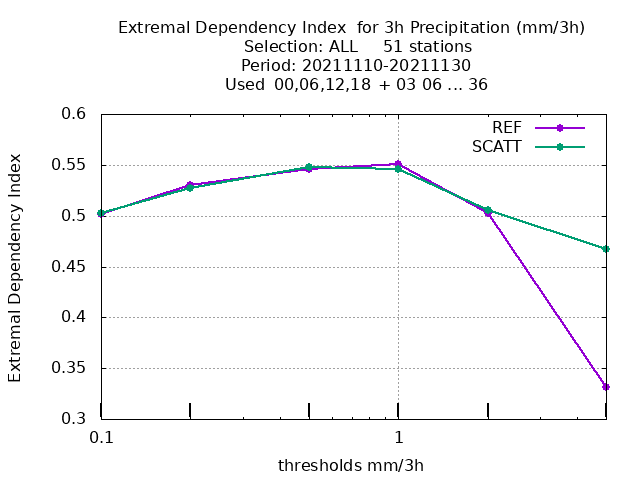 Extremal Dependency Index  for 3h Precipitation (mm/3h)
Selection: ALL     51 stations
Period: 20211110-20211130
Used  00,06,12,18  + 03 06 ... 36
REF
SCATT
0.6
0.55
0.5
0.45
0.4
0.35
0.3
Extremal Dependency Index
0.1
1
thresholds mm/3h